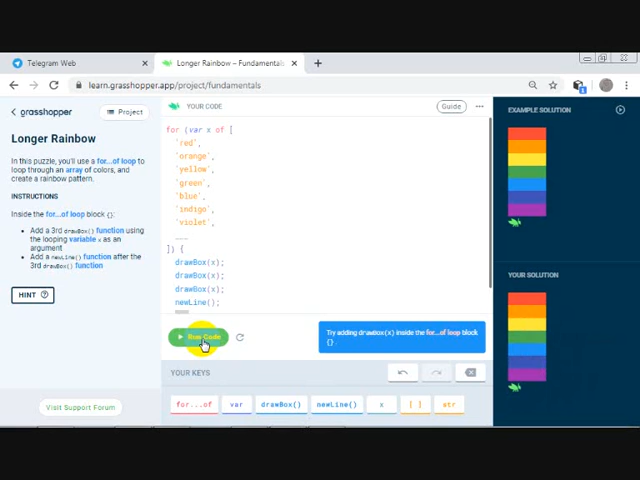 Telegram Web
Longer Rainbow – Fundamentals
learn.grasshopper.app/project/fundamentals
grasshopper
Project
Longer Rainbow
In this puzzle, you'll use a for...of loop to
loop through an array of colors, and
create a rainbow pattern.
INSTRUCTIONS
Inside the for...of loop block {}:
Add a 3rd drawBox() function using
the looping variable x as an
argument
Add a newLine() function after the
3rd drawBox() function
HINT
Visit Support Forum
YOUR CODE
Guide
for (var x of [
'red',
'orange',
'yellow',
'green',
'blue',
'indigo',
'violet',
]) {
drawBox(x);
drawBox(x);
drawBox(x);
newLine();
Run Code
Try adding drawBox(x) inside the for...of loop block
{}.
YOUR KEYS
for...of
var
drawBox()
newLine()
x
[ ]
str
EXAMPLE SOLUTION
YOUR SOLUTION